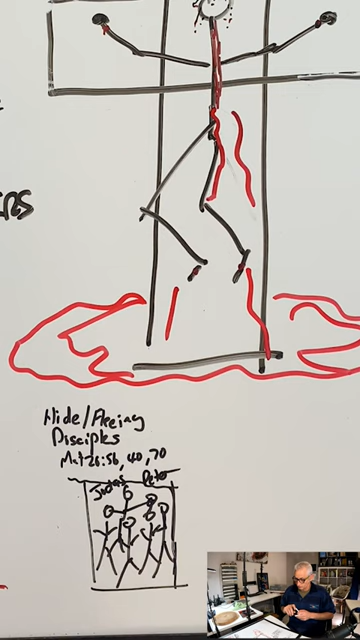 Hide/Fleeing
Disciples
Mat 26:56, 40, 70
Judas Peter